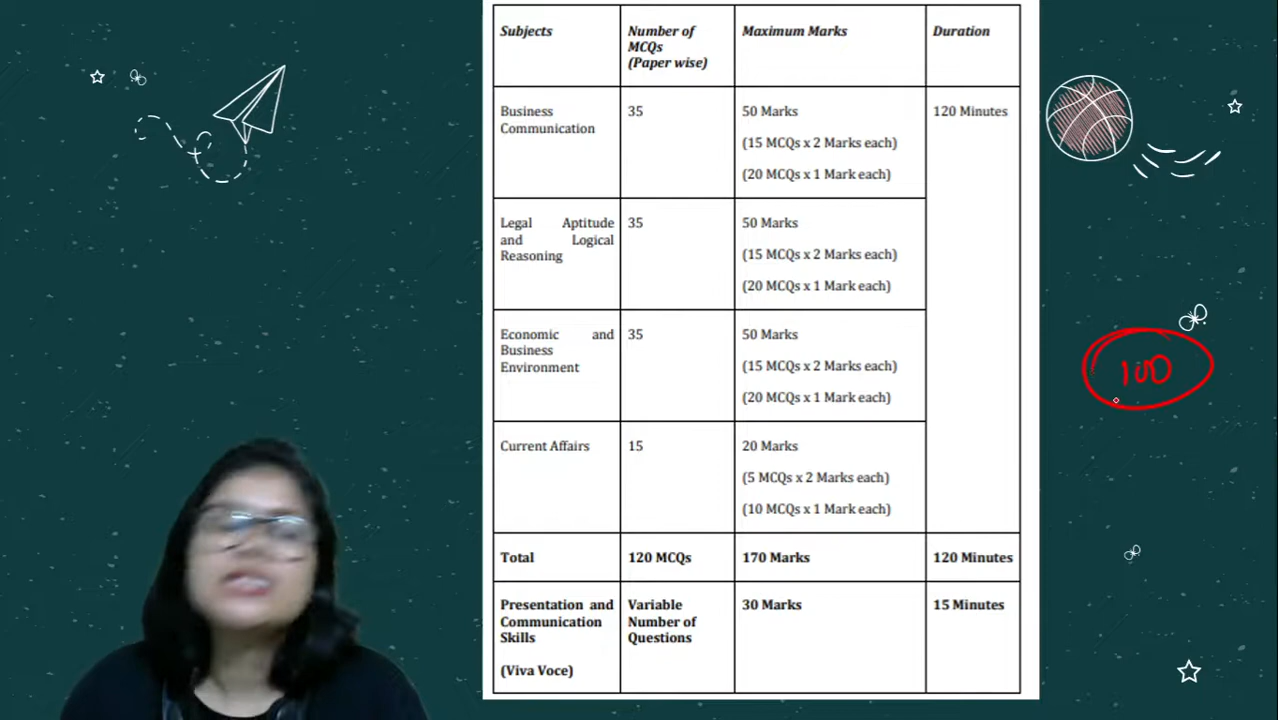 Subjects
Number of
MCQs
(Paper wise)
Maximum Marks
Duration
Business
Communication
35
50 Marks
(15 MCQs x 2 Marks each)
(20 MCQs x 1 Mark each)
120 Minutes
Legal Aptitude
and Logical
Reasoning
35
50 Marks
(15 MCQs x 2 Marks each)
(20 MCQs x 1 Mark each)
Economic and
Business
Environment
35
50 Marks
(15 MCQs x 2 Marks each)
(20 MCQs x 1 Mark each)
Current Affairs
15
20 Marks
(5 MCQs x 2 Marks each)
(10 MCQs x 1 Mark each)
Total
120 MCQs
170 Marks
120 Minutes
Presentation and
Communication
Skills
(Viva Voce)
Variable
Number of
Questions
30 Marks
15 Minutes
100